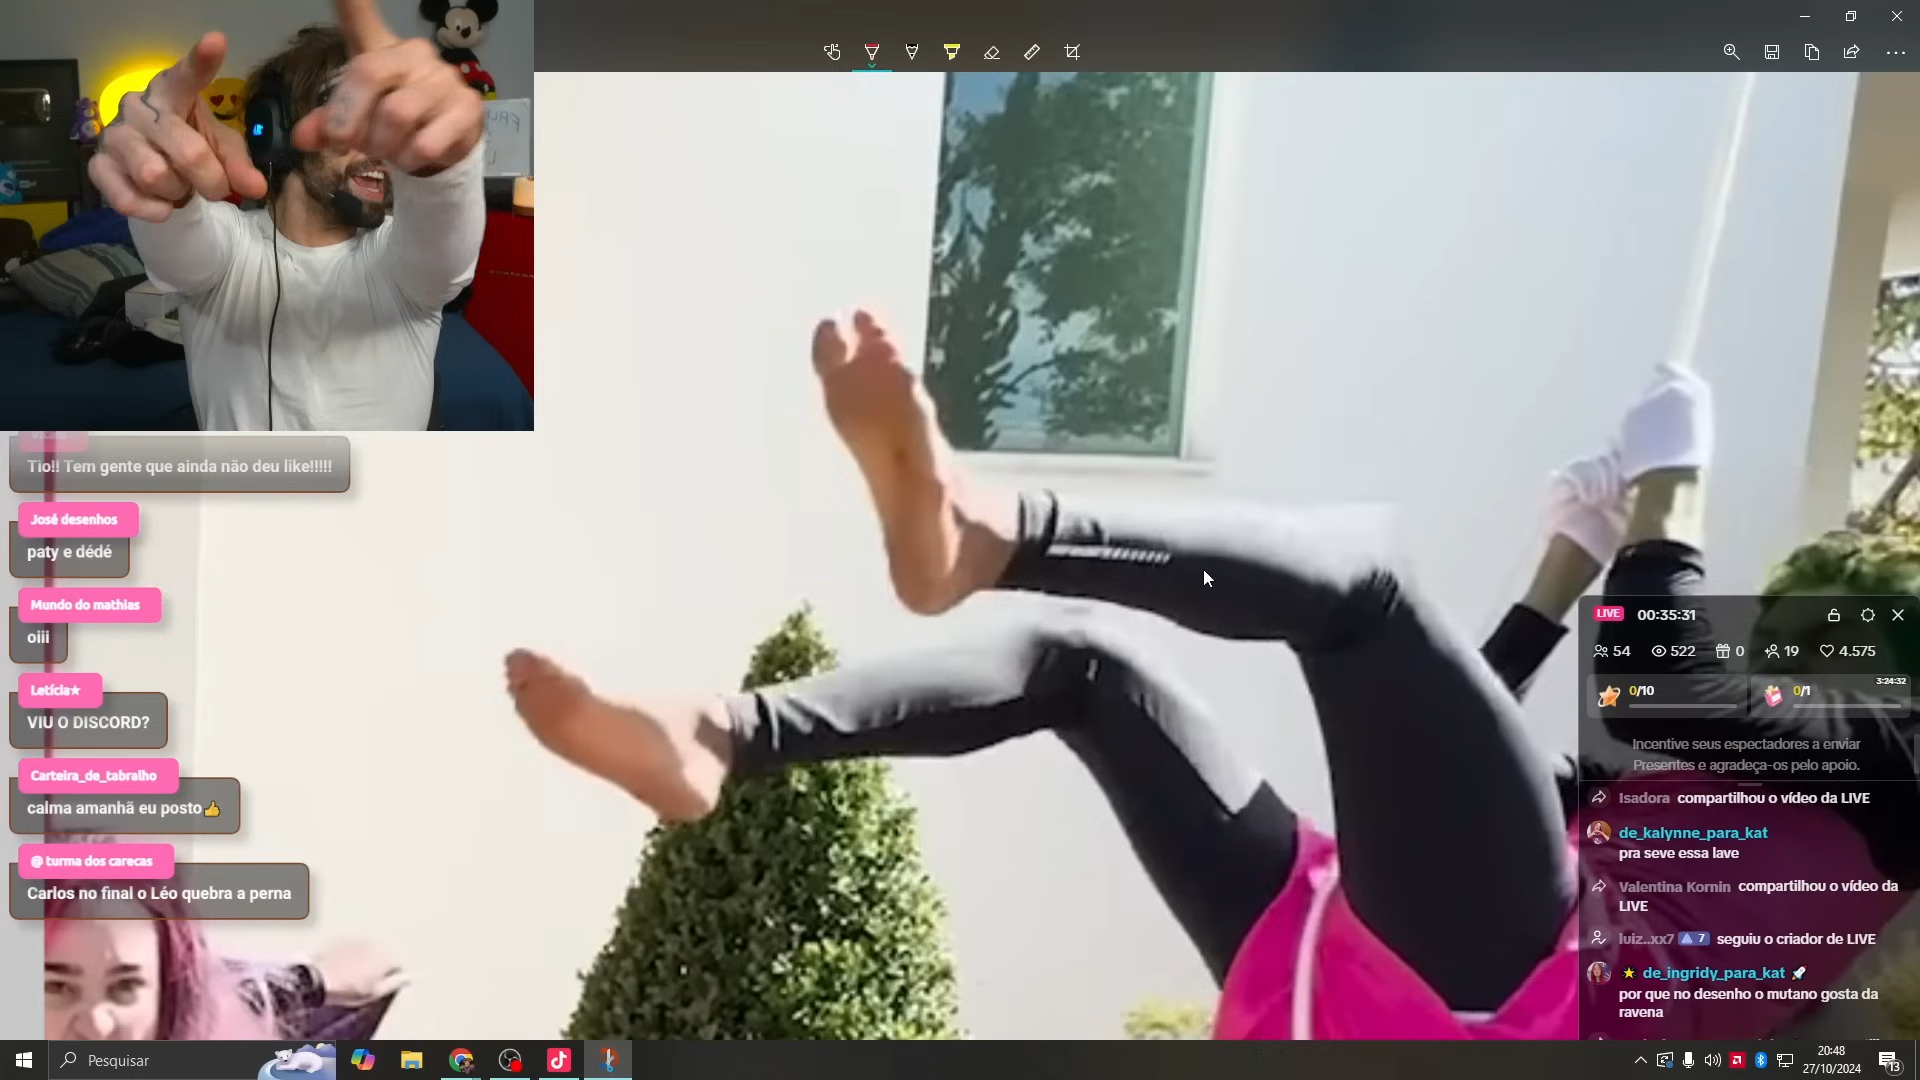 Tio!! Tem gente que ainda não deu like!!!!!
José desenhos
paty e dédé
Mundo do mathias
oiii
Letícia★
VIU O DISCORD?
Carteira_de_tabralho
calma amanhã eu posto👍
@ turma dos carecas
Carlos no final o Léo quebra a perna
LIVE 00:35:31
54 522 0 19 4.575
3:24:32
0/10 0/1
Incentive seus espectadores a enviar
Presentes e agradeça-os pelo apoio.
Isadora compartilhou o vídeo da LIVE
de_kalynne_para_kat
pra seve essa lave
Valentina Kornin compartilhou o vídeo da
LIVE
luiz..xx7 7 seguiu o criador de LIVE
de_ingridy_para_kat
por que no desenho o mutano gosta da
ravena
Pesquisar
20:48
27/10/2024
13